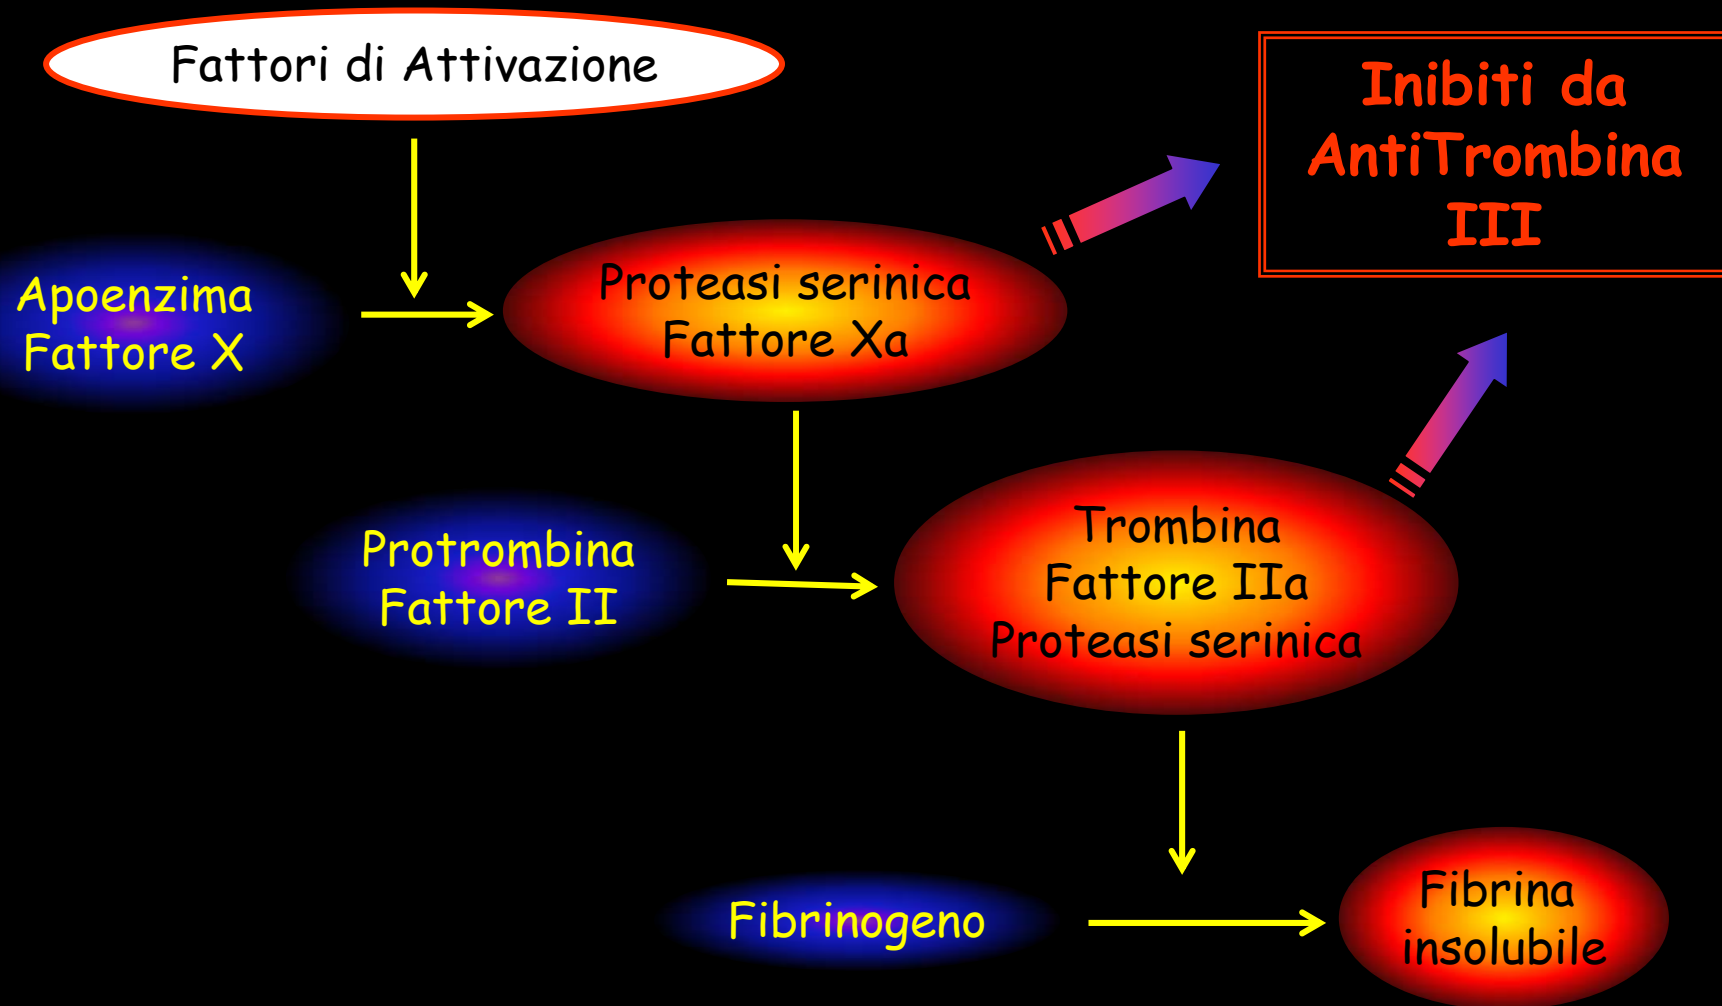 Fattori di Attivazione
Inibiti da
AntiTrombina
III
Apoenzima
Fattore X
Proteasi serinica
Fattore Xa
Protrombina
Fattore II
Trombina
Fattore IIa
Proteasi serinica
Fibrinogeno
Fibrina
insolubile